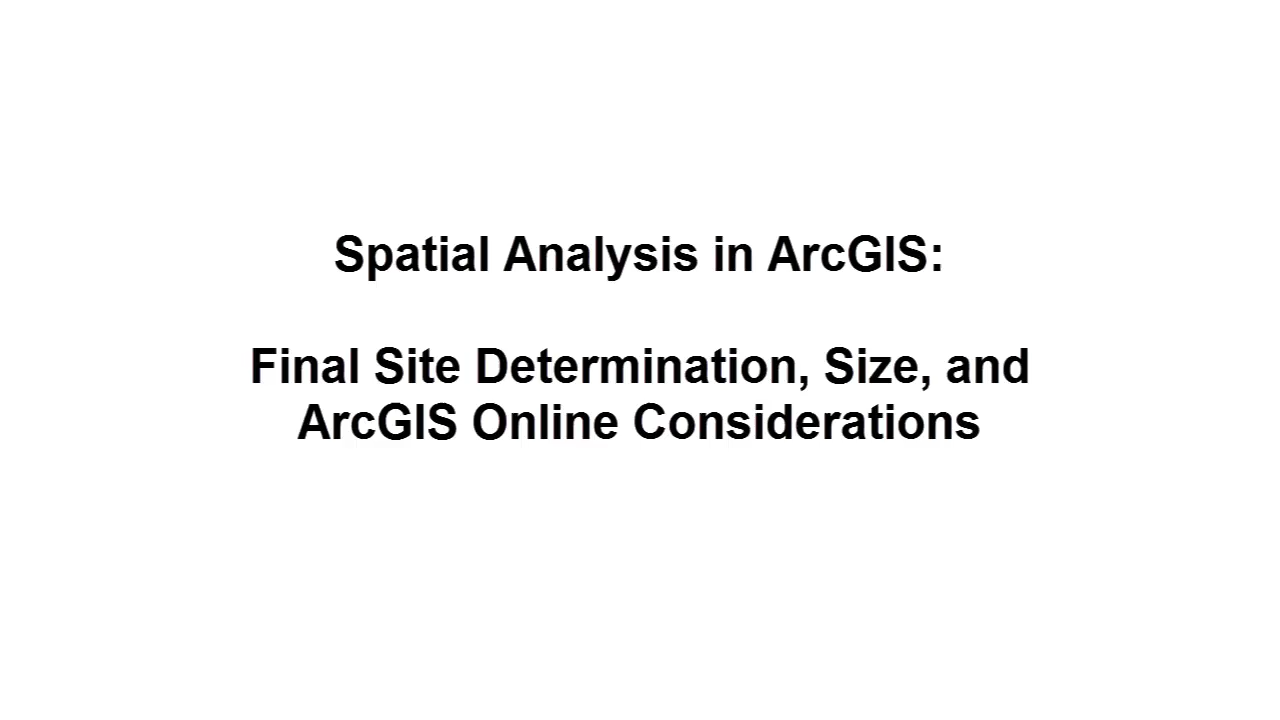 Spatial Analysis in ArcGIS:
Final Site Determination, Size, and
ArcGIS Online Considerations